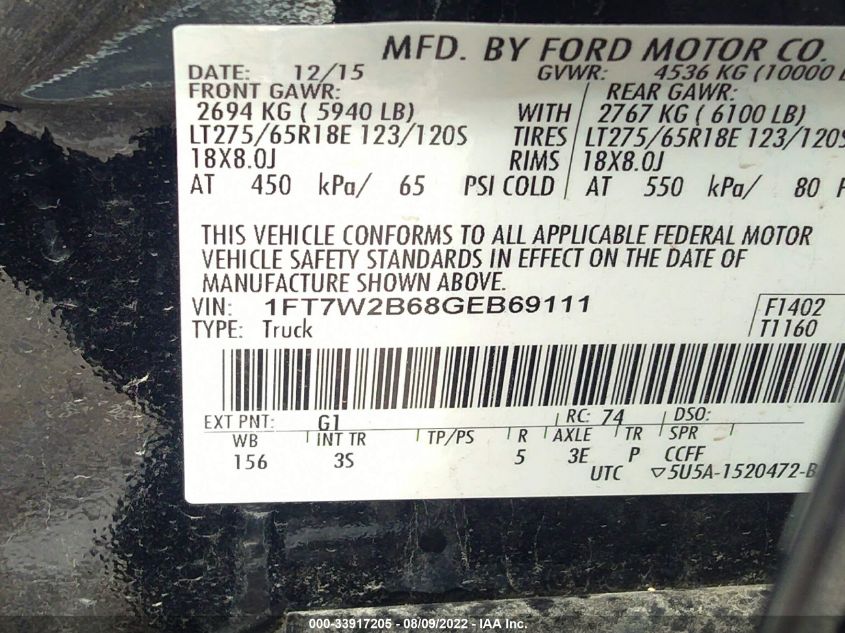 MFD. BY FORD MOTOR CO.
DATE: 12/15 GVWR: 4536 KG (10000 L
FRONT GAWR: REAR GAWR:
2694 KG ( 5940 LB) WITH 2767 KG ( 6100 LB)
LT275/65R18E 123/120S TIRES LT275/65R18E 123/120S
18X8.0J RIMS 18X8.0J
AT 450 kPa/ 65 PSI COLD AT 550 kPa/ 80 P
THIS VEHICLE CONFORMS TO ALL APPLICABLE FEDERAL MOTOR
VEHICLE SAFETY STANDARDS IN EFFECT ON THE DATE OF
MANUFACTURE SHOWN ABOVE.
VIN: 1FT7W2B68GEB69111 F1402
TYPE: Truck T1160
EXT PNT: G1 RC: 74 DSO:
WB INT TR TP/PS R AXLE TR SPR
156 3S 5 3E P CCFF
UTC ▽5U5A-1520472-B
000-33917205 - 08/09/2022 - IAA Inc.